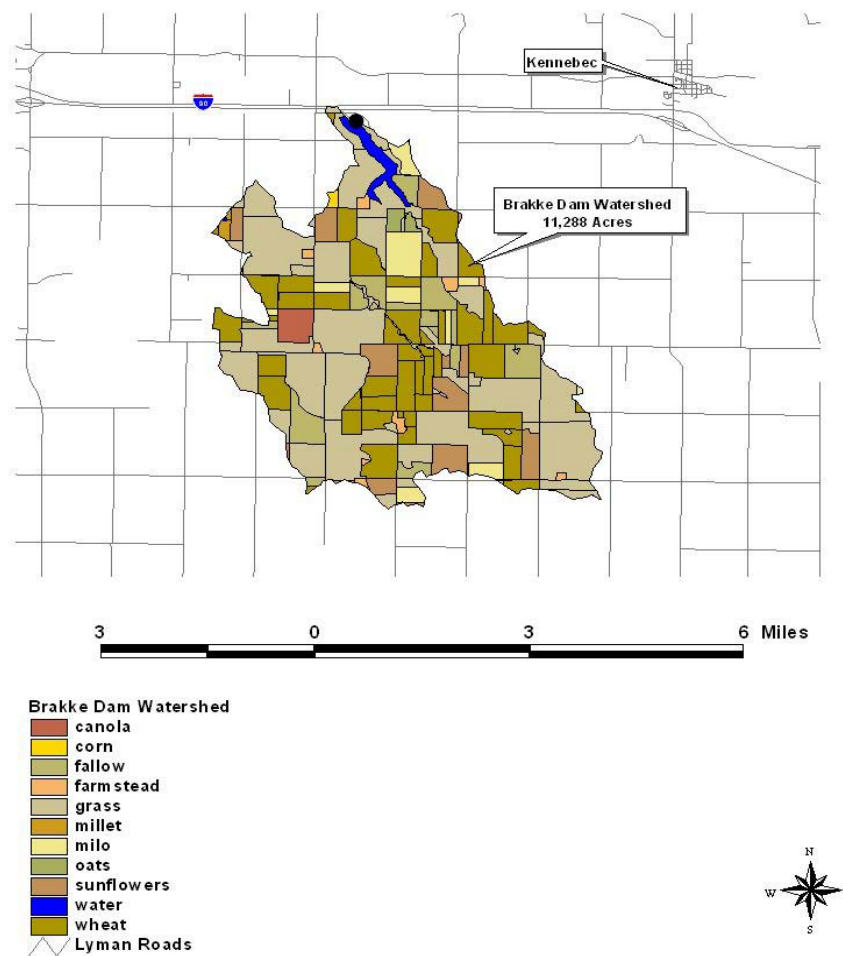 Kennebec
80
Brakke Dam Watershed
11,288 Acres
3 0 3 6 Miles
Brakke Dam Watershed
canola
corn
fallow
farmstead
grass
millet
milo
oats
sunflowers
water
wheat
Lyman Roads
N
W E
S